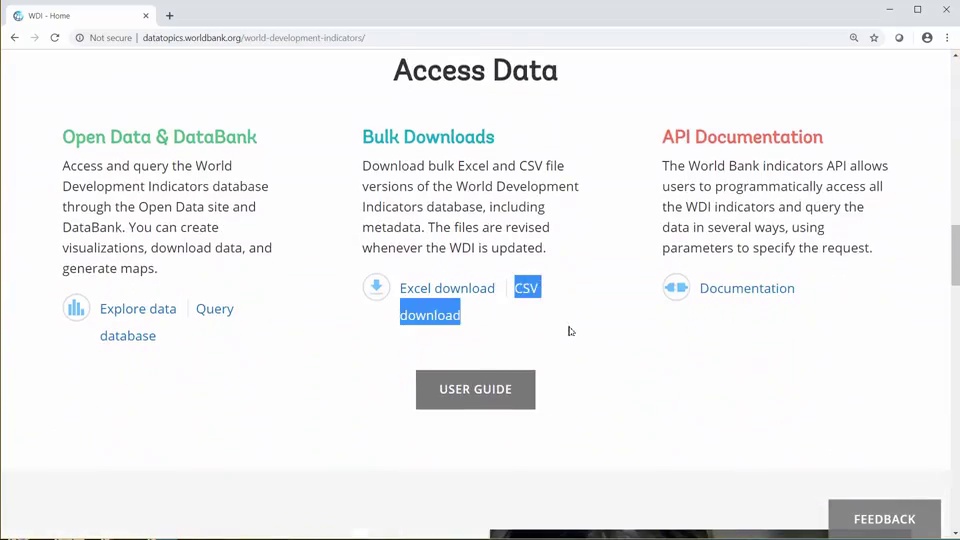 WDI - Home
Not secure | datatopics.worldbank.org/world-development-indicators/
Access Data
Open Data & DataBank
Access and query the World
Development Indicators database
through the Open Data site and
DataBank. You can create
visualizations, download data, and
generate maps.
Explore data | Query
database
Bulk Downloads
Download bulk Excel and CSV file
versions of the World Development
Indicators database, including
metadata. The files are revised
whenever the WDI is updated.
Excel download | CSV
download
API Documentation
The World Bank indicators API allows
users to programmatically access all
the WDI indicators and query the
data in several ways, using
parameters to specify the request.
Documentation
USER GUIDE
FEEDBACK